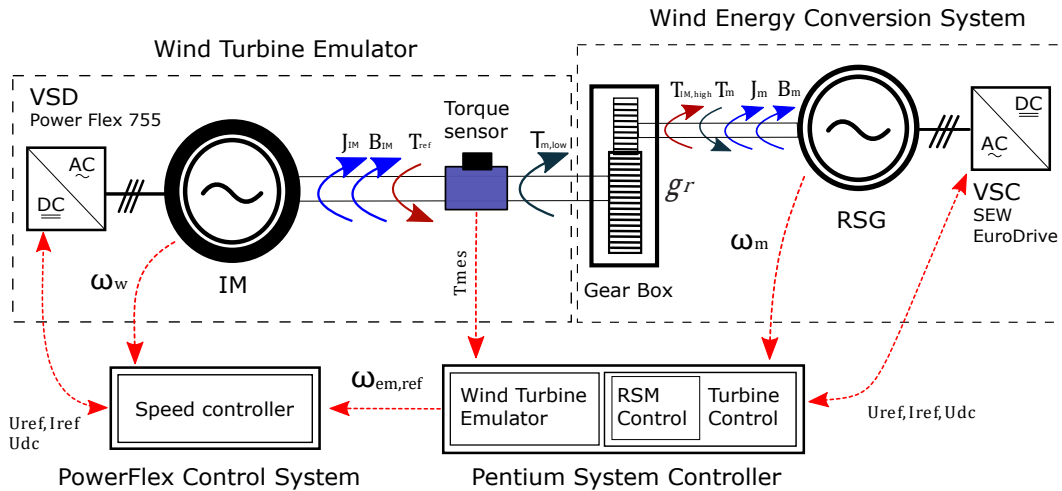 Wind Energy Conversion System
Wind Turbine Emulator
VSD
Power Flex 755
AC
DC
IM
J_IM B_IM T_ref
Torque
sensor
T_m,low
T_IM,high T_m J_m B_m
gr
Gear Box
RSG
DC
AC
VSC
SEW
EuroDrive
ω_w
Tmes
ω_m
Uref,Iref
Udc
Speed controller
ω_em,ref
Wind Turbine
Emulator
RSM
Control
Turbine
Control
Uref,Iref,Udc
PowerFlex Control System
Pentium System Controller